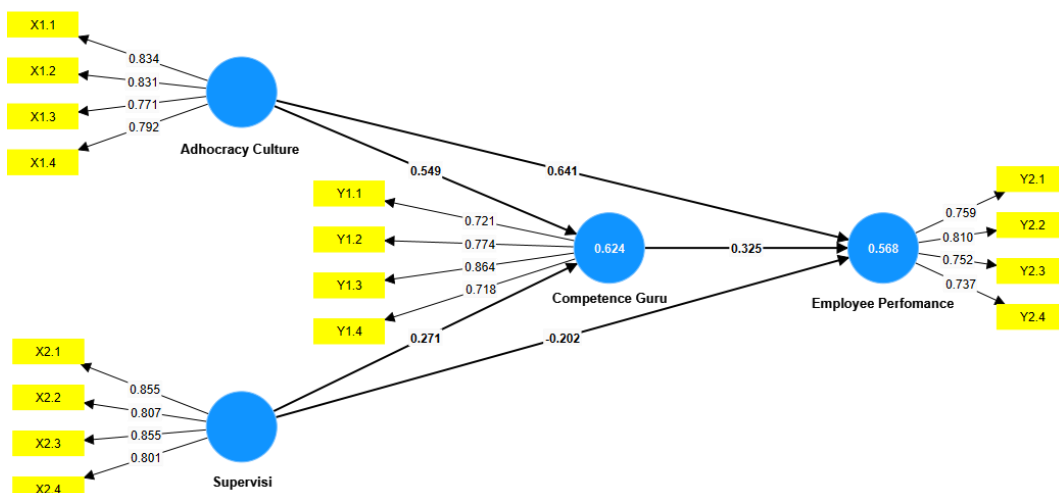 X1.1
0.834
X1.2
0.831
X1.3
0.771
X1.4
0.792
Adhocracy Culture
0.549
0.641
Y1.1
0.721
Y1.2
0.774
Y1.3
0.864
Y1.4
0.718
0.624
Competence Guru
0.325
0.271
-0.202
0.568
Employee Perfomance
Y2.1
0.759
Y2.2
0.810
Y2.3
0.752
Y2.4
0.737
X2.1
0.855
X2.2
0.807
X2.3
0.855
X2.4
0.801
Supervisi